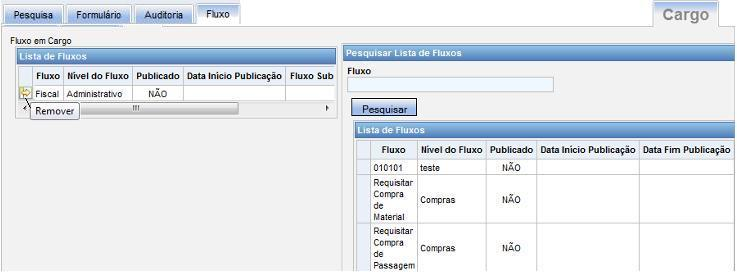 Pesquisa Formulário Auditoria Fluxo
Cargo
Fluxo em Cargo
Lista de Fluxos
Fluxo Nível do Fluxo Publicado Data Início Publicação Fluxo Sub
Fiscal Administrativo NÃO
Remover
Pesquisar Lista de Fluxos
Fluxo
Pesquisar
Lista de Fluxos
Fluxo Nível do Fluxo Publicado Data Início Publicação Data Fim Publicação
010101 teste NÃO
Requisitar
Compra
de Compras NÃO
Material
Requisitar
Compra
de Compras NÃO
Passagem